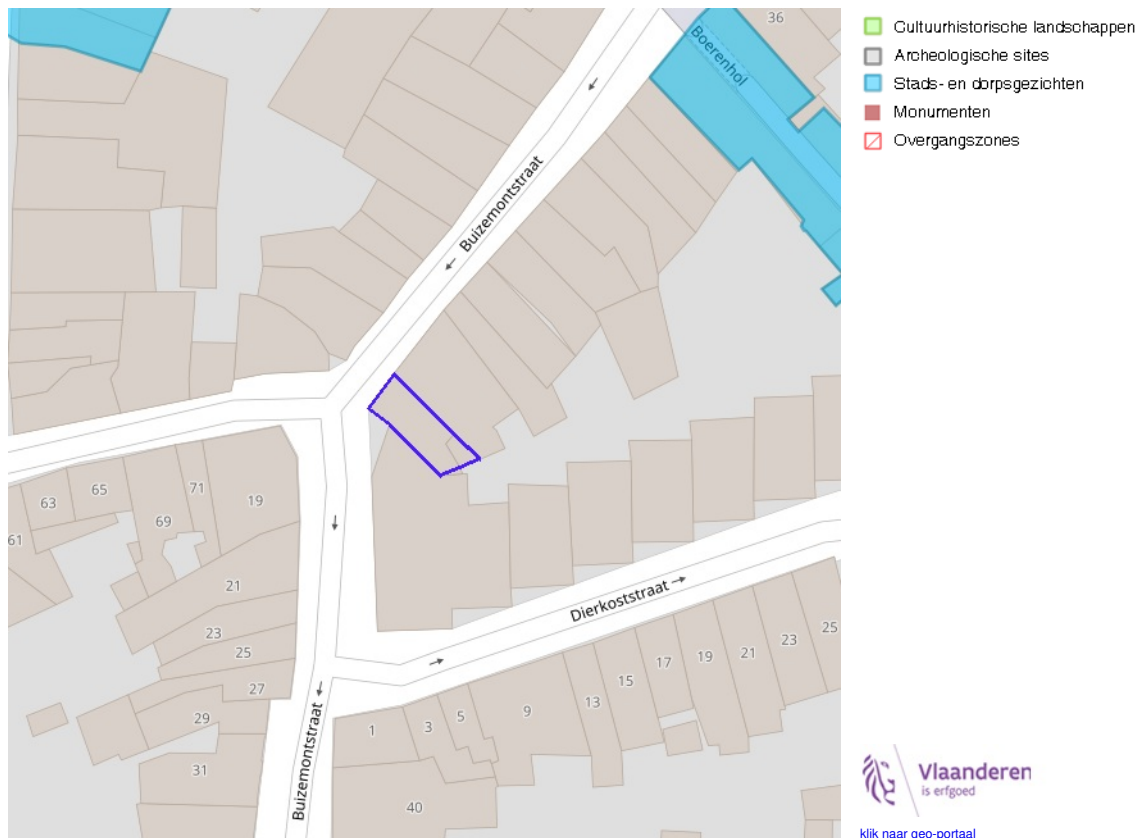 36
Boerenhol
Buizemontstraat
63
65
71
19
69
61
21
23
25
27
29
31
Buizemontstraat
Dierkoststraat
1
3
5
9
13
15
17
19
21
23
25
40
Cultuurhistorische landschappen
Archeologische sites
Stads- en dorpsgezichten
Monumenten
Overgangszones
Vlaanderen
is erfgoed
klik naar geo-portaal